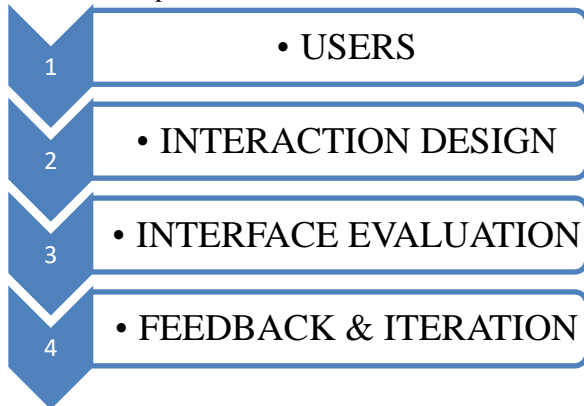 1
• USERS
2
• INTERACTION DESIGN
3
• INTERFACE EVALUATION
4
• FEEDBACK & ITERATION